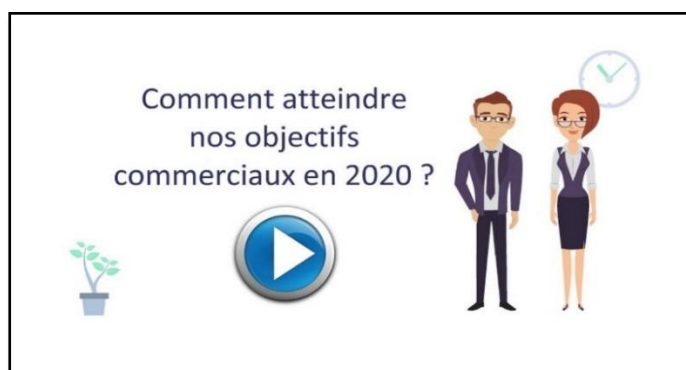 Comment atteindre
nos objectifs
commerciaux en 2020 ?